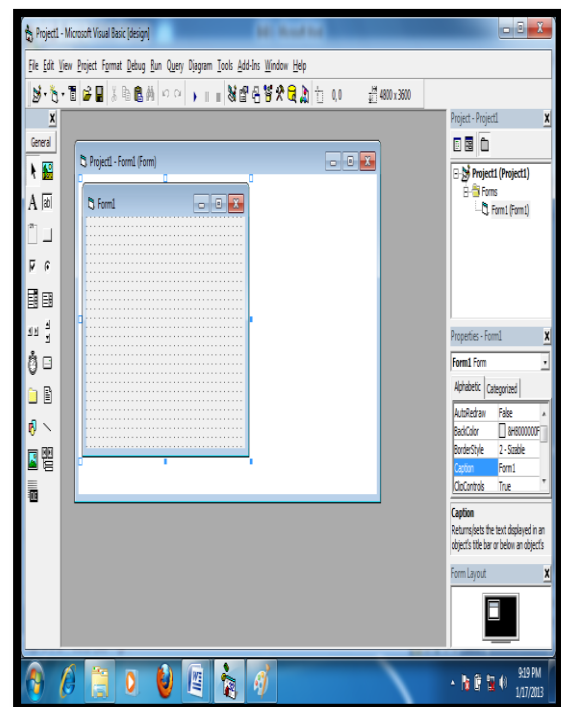 Project1 - Microsoft Visual Basic [design]
File Edit View Project Format Debug Run Query Diagram Tools Add-Ins Window Help
0,0 4800 x 3600
General
A ab
Project1 - Form1 (Form)
Form1
Project - Project1
Project1 (Project1)
Forms
Form1 (Form1)
Properties - Form1
Form1 Form
Alphabetic Categorized
AutoRedraw False
BackColor &H8000000F
BorderStyle 2 - Sizable
Caption Form1
ClipControls True
Caption
Returns/sets the text displayed in an
object's title bar or below an object's
Form Layout
9:19 PM
1/17/2013